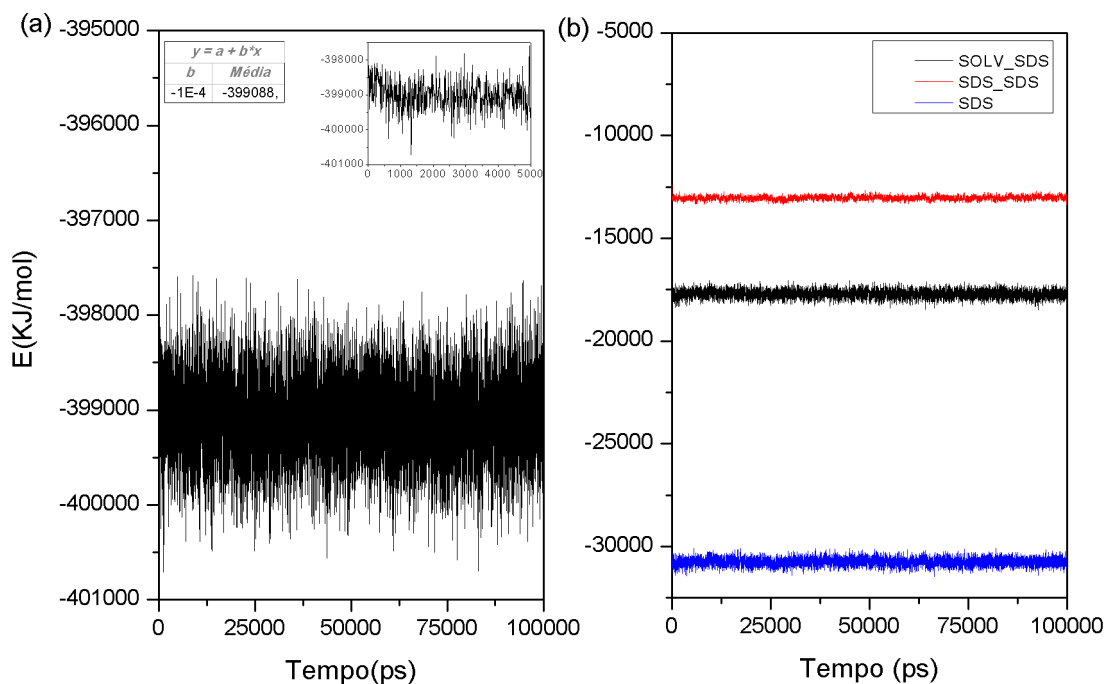 (a)
-395000
-396000
-397000
-398000
-399000
-400000
-401000
E(KJ/mol)
y = a + b*x
b Média
-1E-4 -399088,
-398000
-399000
-400000
-401000
0 1000 2000 3000 4000 5000
0 25000 50000 75000 100000
Tempo(ps)
(b)
-5000
-10000
-15000
-20000
-25000
-30000
SOLV_SDS
SDS_SDS
SDS
0 25000 50000 75000 100000
Tempo (ps)